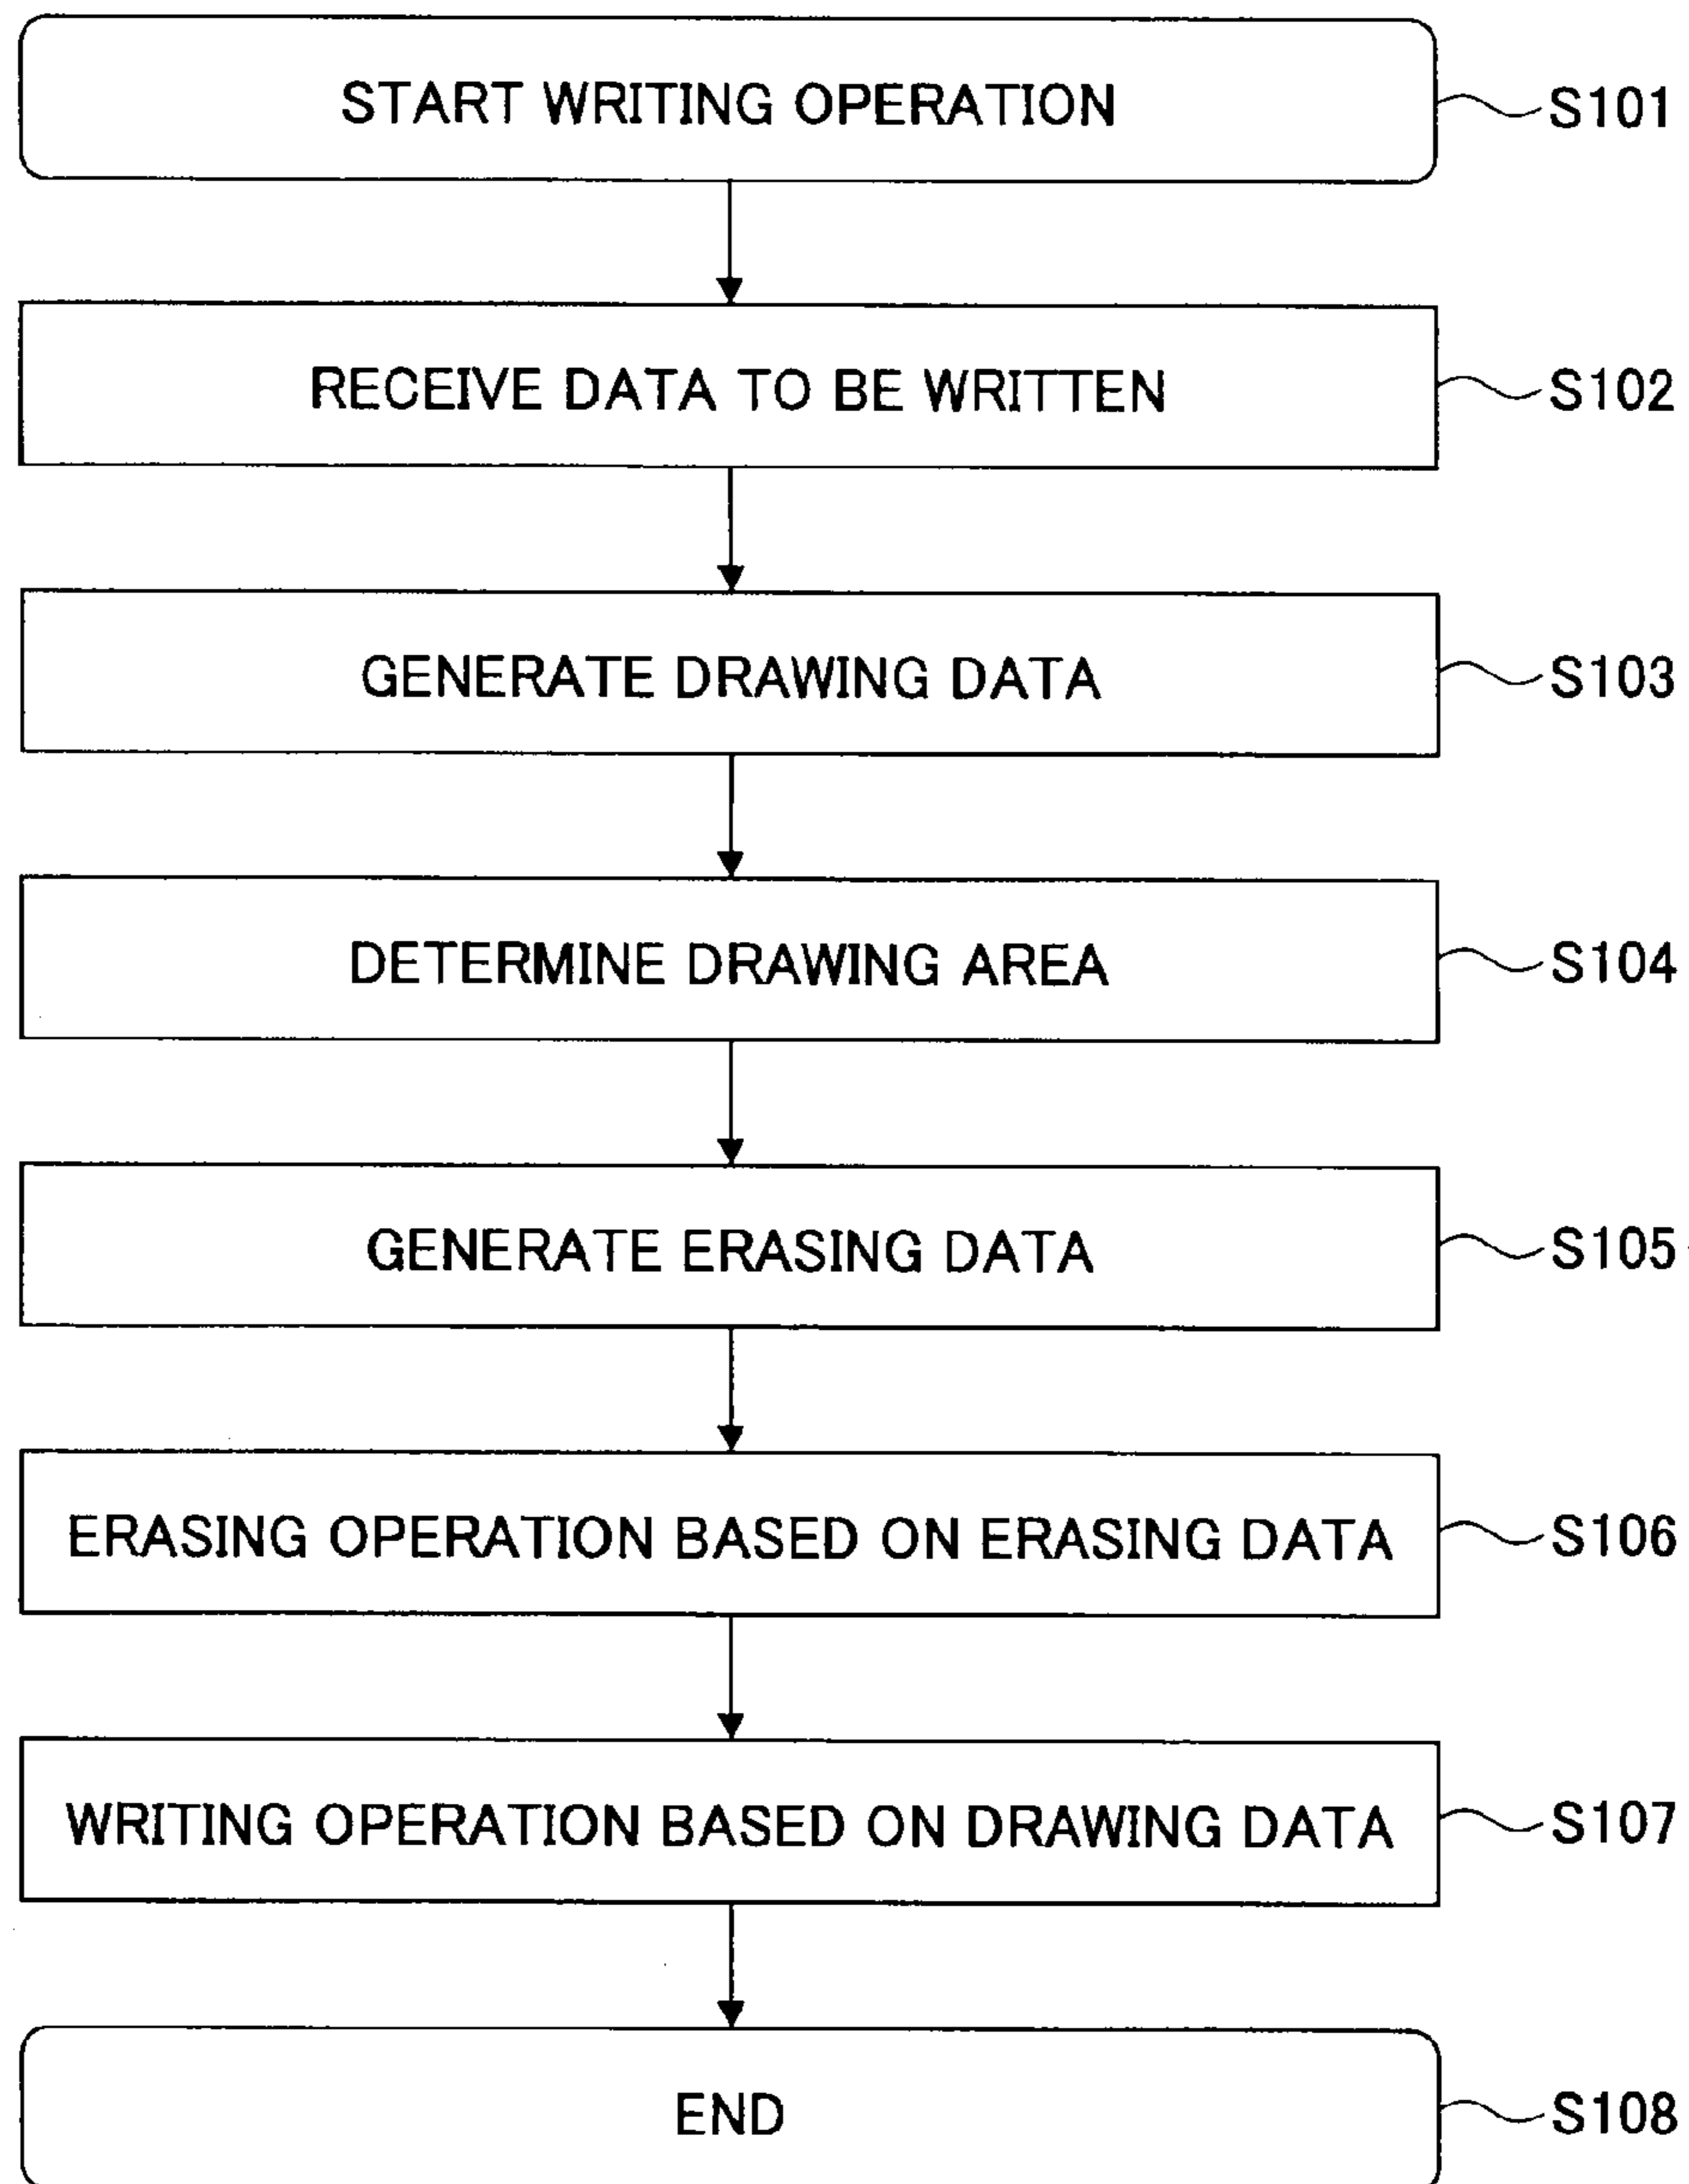 START WRITING OPERATION S101
RECEIVE DATA TO BE WRITTEN S102
GENERATE DRAWING DATA S103
DETERMINE DRAWING AREA S104
GENERATE ERASING DATA S105
ERASING OPERATION BASED ON ERASING DATA S106
WRITING OPERATION BASED ON DRAWING DATA S107
END S108